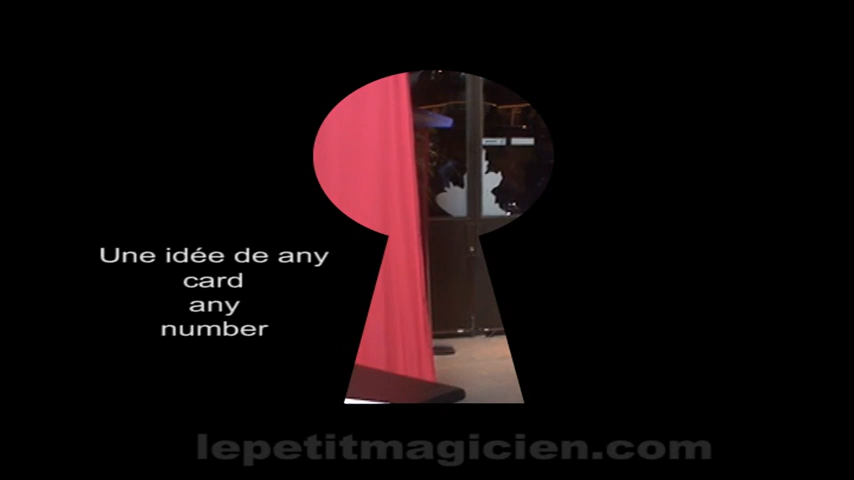 Une idée de any
card
any
number
lepetitmagicien.com